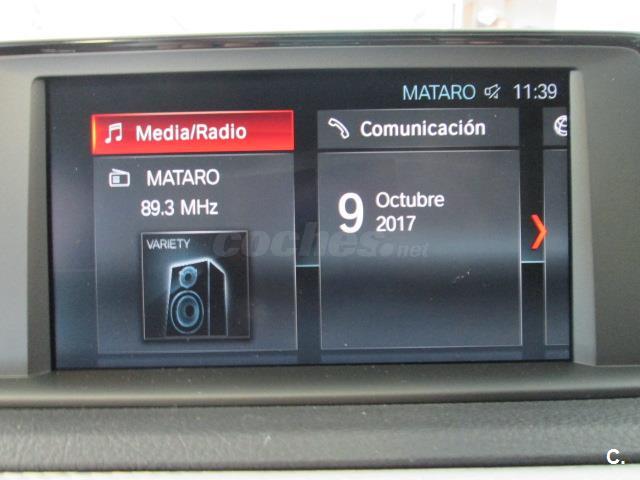 MATARO 11:39
Media/Radio
Comunicación
MATARO
89.3 MHz
VARIETY
9 Octubre
2017
coches.net
C.